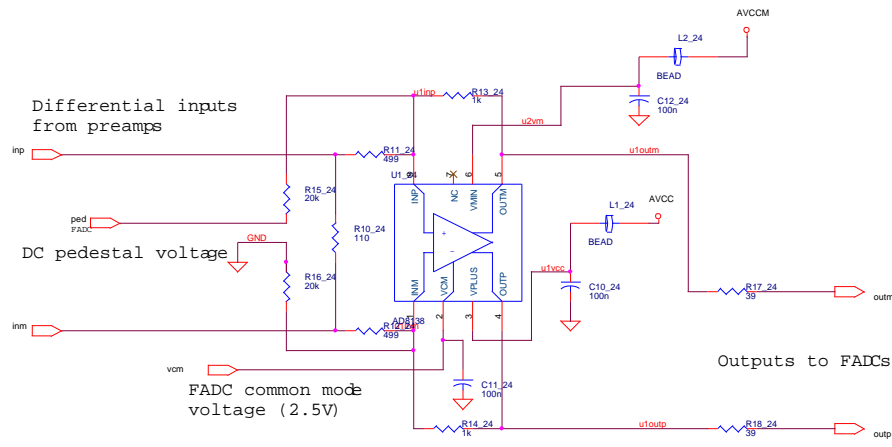 AVCCM
L2_24
BEAD
C12_24
100n
u1inp
R13_24
1k
u2vm
Differential inputs
from preamps
inp
R11_24
499
u1outm
U1_24
8
7
6
5
INP
NC
VMIN
OUTM
R15_24
20k
ped
FADC
DC pedestal voltage
GND
R10_24
110
+
-
L1_24
AVCC
BEAD
u1vcc
C10_24
100n
R16_24
20k
INM
VCM
VPLUS
OUTP
R17_24
39
outm
inm
AD8138
499
1
2
3
4
vcm
FADC common mode
voltage (2.5V)
C11_24
100n
Outputs to FADCs
R14_24
1k
u1outp
R18_24
39
outp